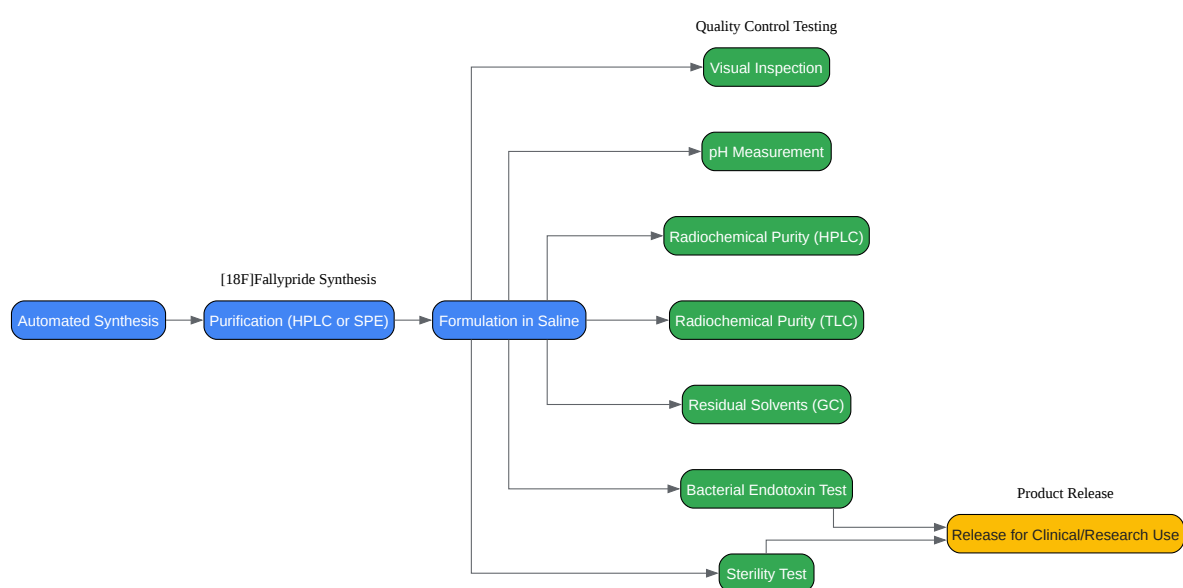 Quality Control Testing
Visual Inspection
pH Measurement
Radiochemical Purity (HPLC)
[18F]Fallypride Synthesis
Automated Synthesis
Purification (HPLC or SPE)
Formulation in Saline
Radiochemical Purity (TLC)
Residual Solvents (GC)
Bacterial Endotoxin Test
Product Release
Release for Clinical/Research Use
Sterility Test